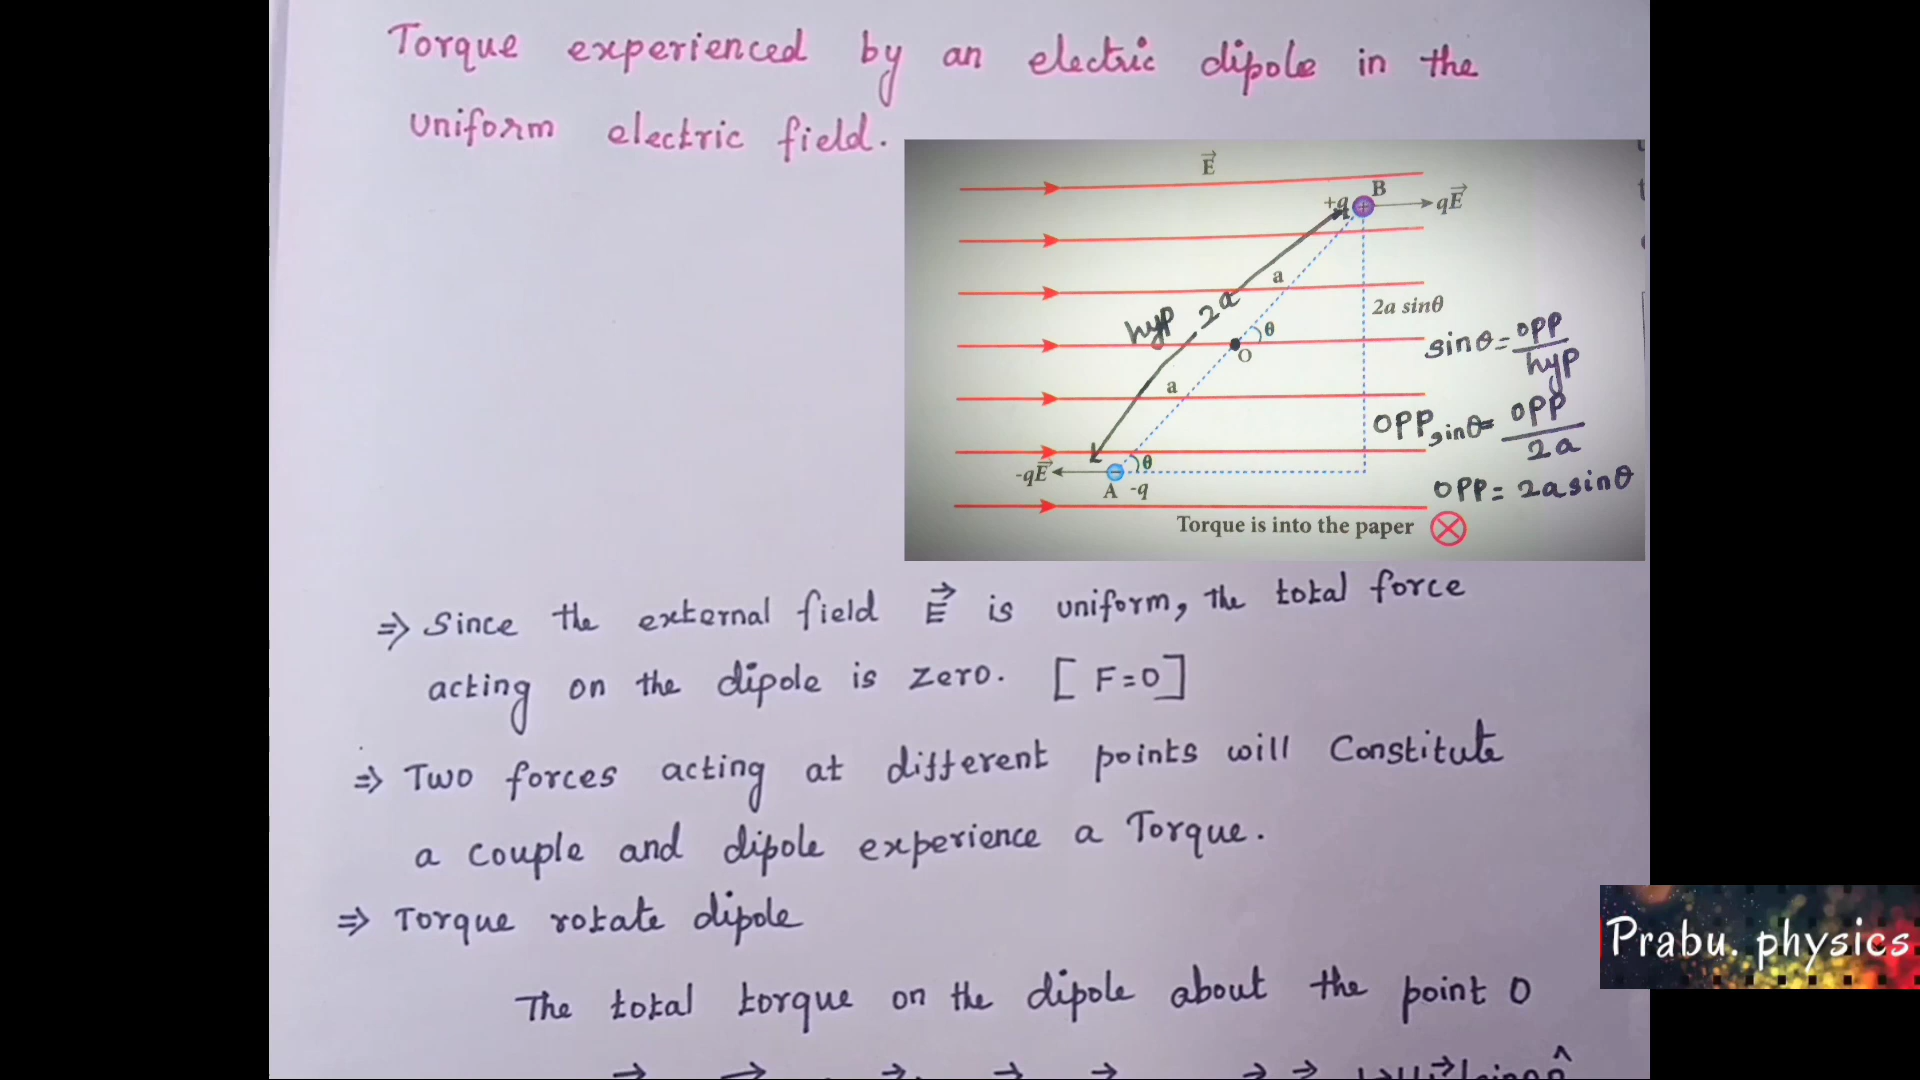 Torque experienced by an electric dipole in the
uniform electric field.
E⃗
B
+q
qE⃗
a
2a sinθ
hyp 2a
θ
sinθ = opp/hyp
O
a
opp sinθ = opp/2a
θ
-qE⃗
A -q
opp = 2a sinθ
Torque is into the paper
⇒ Since the external field E⃗ is uniform, the total force
acting on the dipole is zero. [F=0]
⇒ Two forces acting at different points will Constitute
a couple and dipole experience a Torque.
⇒ Torque rotate dipole
Prabu. physics
The total torque on the dipole about the point O